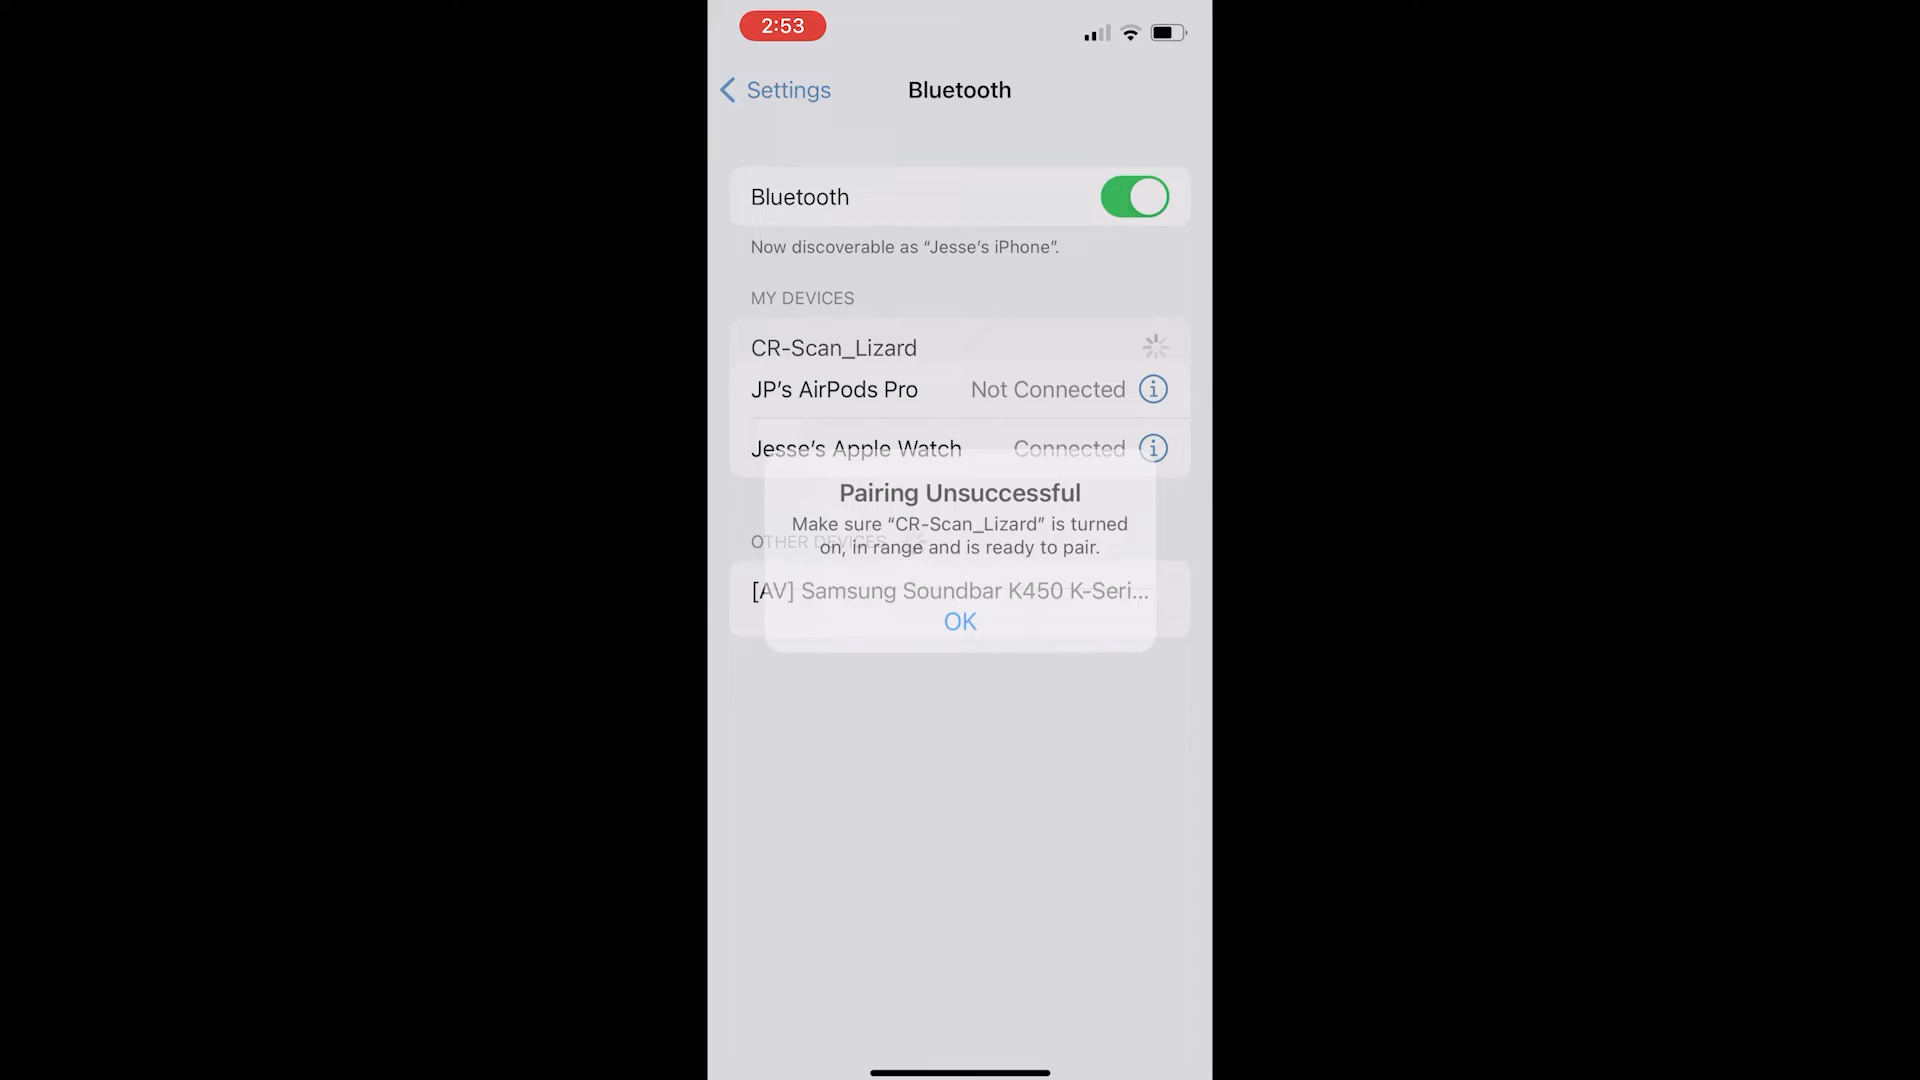 2:53
Settings
Bluetooth
Bluetooth
Now discoverable as “Jesse’s iPhone”.
MY DEVICES
CR-Scan_Lizard
JP’s AirPods Pro Not Connected
Jesse’s Apple Watch Connected
Pairing Unsuccessful
Make sure “CR-Scan_Lizard” is turned
on, in range and is ready to pair.
OTHER DEVICES
[AV] Samsung Soundbar K450 K-Seri...
OK